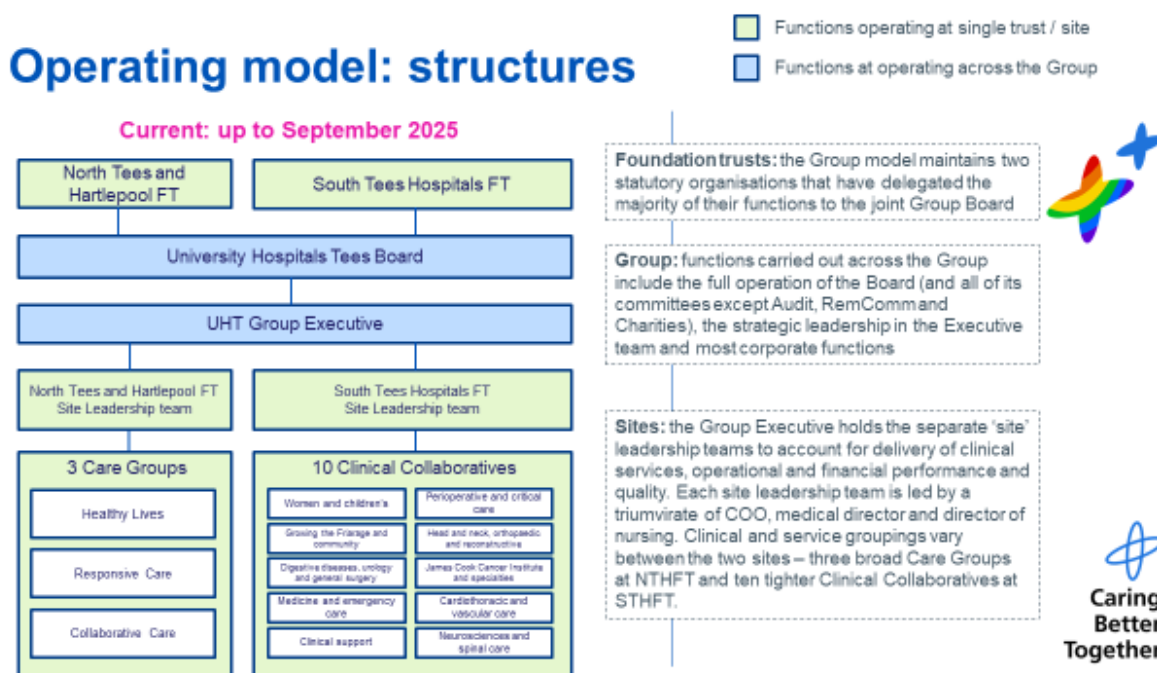 Operating model: structures
Functions operating at single trust / site
Functions at operating across the Group
Current: up to September 2025
North Tees and
Hartlepool FT
South Tees Hospitals FT
University Hospitals Tees Board
UHT Group Executive
North Tees and Hartlepool FT
Site Leadership team
South Tees Hospitals FT
Site Leadership team
3 Care Groups
Healthy Lives
Responsive Care
Collaborative Care
10 Clinical Collaboratives
Women and children's
Perioperative and critical
care
Growing the Friarage and
community
Head and neck, orthopaedic
and reconstructive
Digestive diseases, urology
and general surgery
James Cook Cancer Institute
and specialties
Medicine and emergency
care
Cardiothoracic and
vascular care
Clinical support
Neurosciences and
spinal care
Foundation trusts: the Group model maintains two
statutory organisations that have delegated the
majority of their functions to the joint Group Board
Group: functions carried out across the Group
include the full operation of the Board (and all of its
committees except Audit, RemComm and
Charities), the strategic leadership in the Executive
team and most corporate functions
Sites: the Group Executive holds the separate 'site'
leadership teams to account for delivery of clinical
services, operational and financial performance and
quality. Each site leadership team is led by a
triumvirate of COO, medical director and director of
nursing. Clinical and service groupings vary
between the two sites – three broad Care Groups
at NTHFT and ten tighter Clinical Collaboratives at
STHFT.
Caring
Better
Together